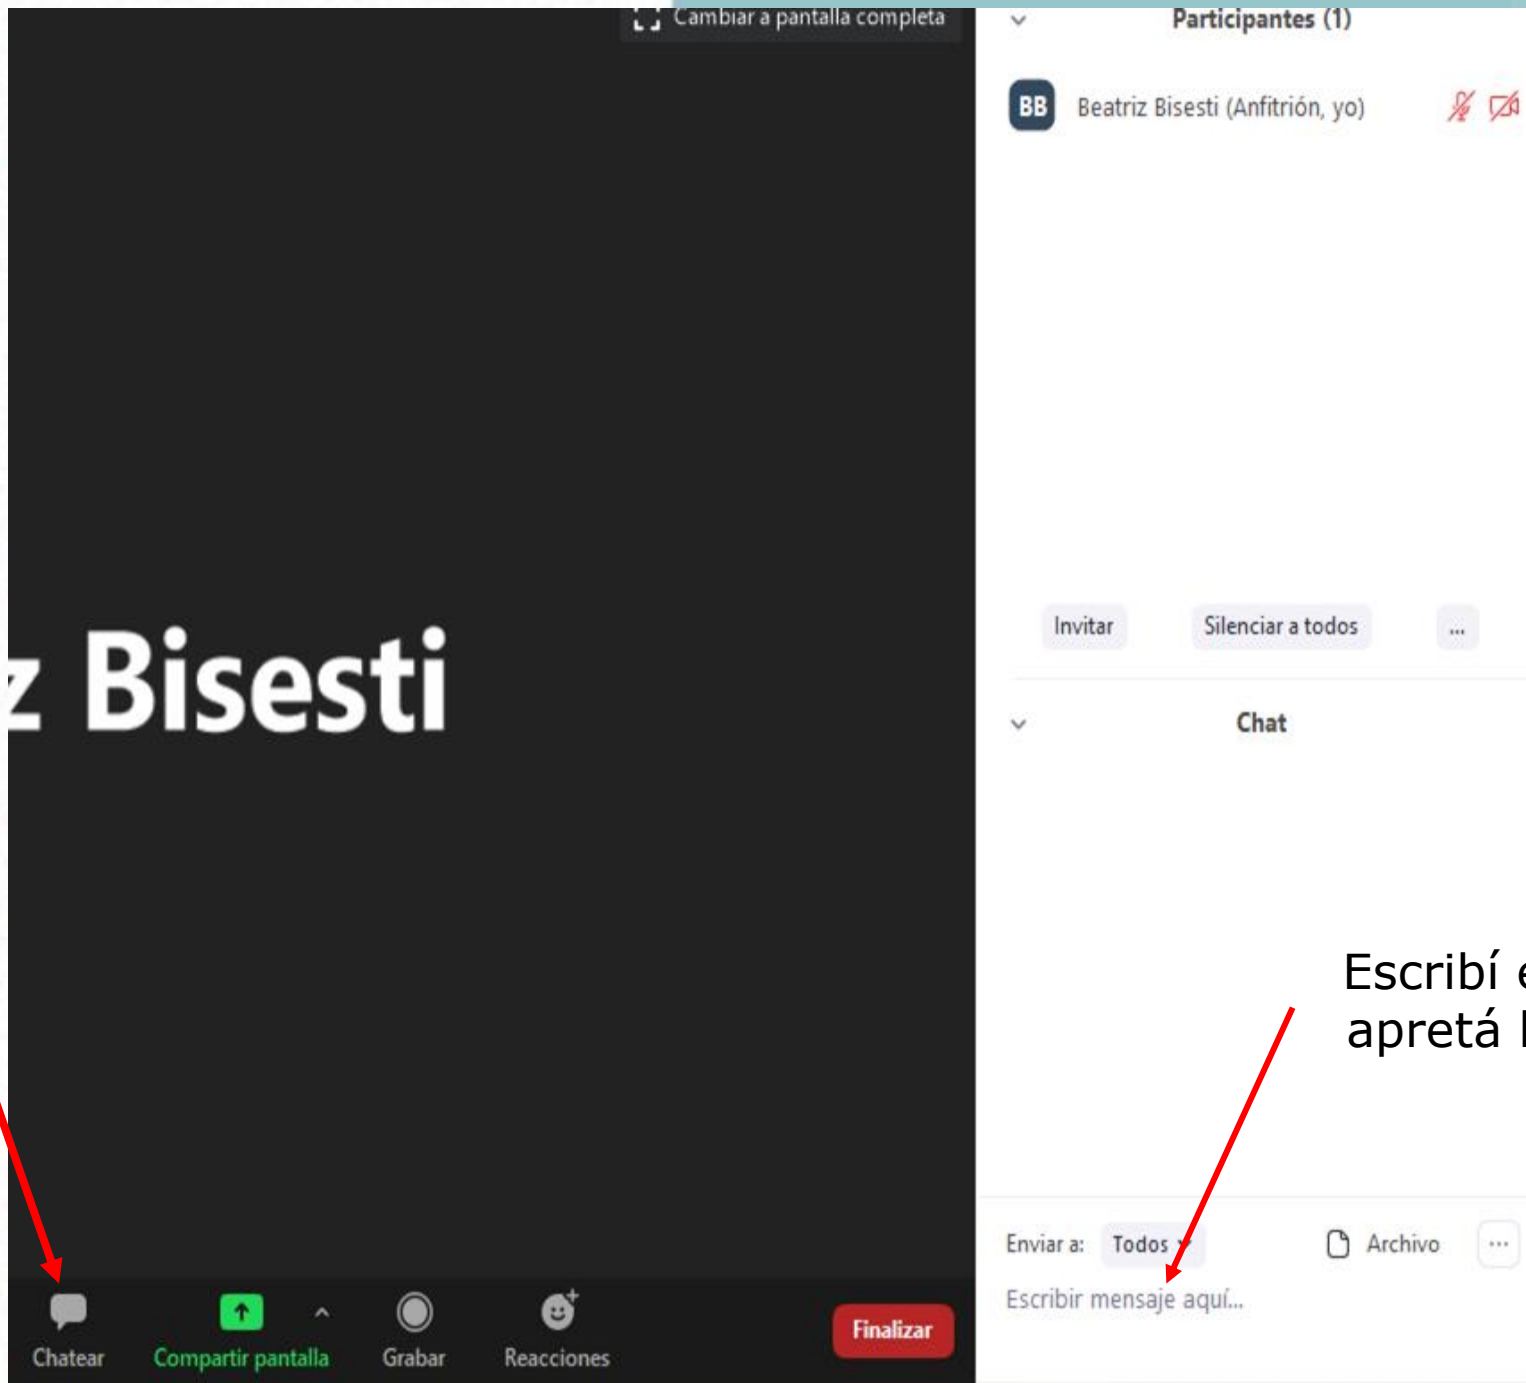 Cambiar a pantalla completa
Participantes (1)
BB Beatriz Bisesti (Anfitrión, yo)
Invitar Silenciar a todos ...
z Bisesti
Chat
Escribí
apretá
Enviar a: Todos Archivo ...
Escribir mensaje aquí...
Chatear Compartir pantalla Grabar Reacciones Finalizar